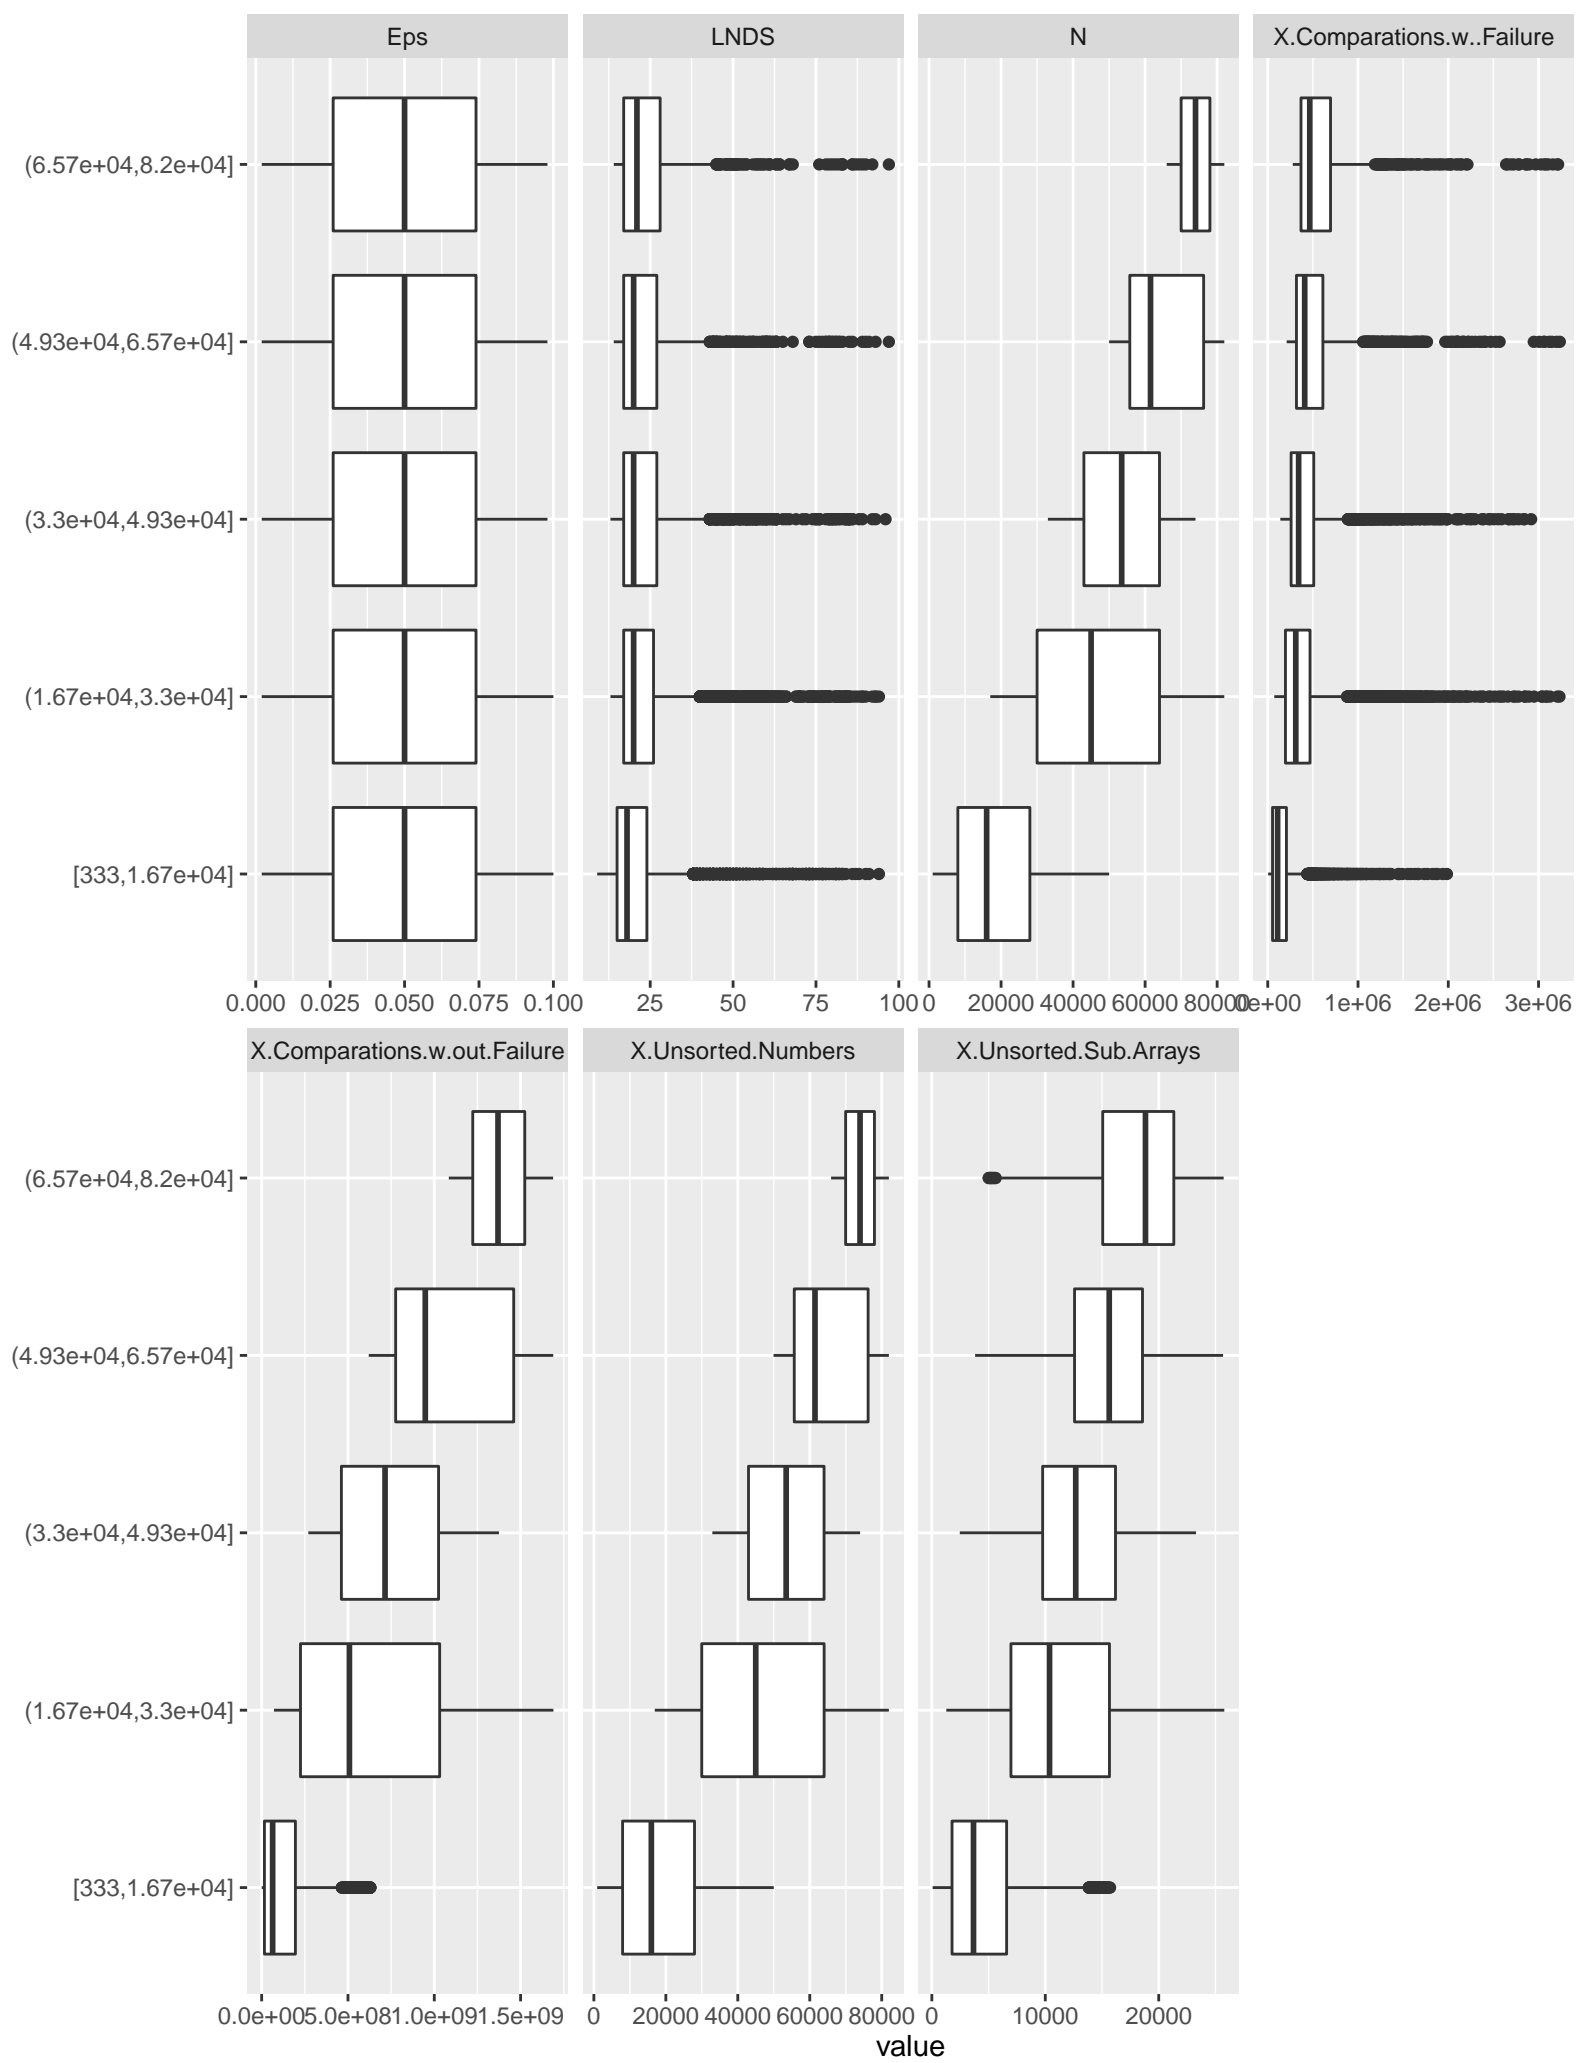 Eps LNDS N X.Comparations.w..Failure
(6.57e+04,8.2e+04]
(4.93e+04,6.57e+04]
(3.3e+04,4.93e+04]
(1.67e+04,3.3e+04]
[333,1.67e+04]
0.000 0.025 0.050 0.075 0.100 25 50 75 100 0 20000 40000 60000 80000 0e+00 1e+06 2e+06 3e+06
X.Comparations.w.out.Failure X.Unsorted.Numbers X.Unsorted.Sub.Arrays
(6.57e+04,8.2e+04]
(4.93e+04,6.57e+04]
(3.3e+04,4.93e+04]
(1.67e+04,3.3e+04]
[333,1.67e+04]
0.0e+00 5.0e+08 1.0e+09 1.5e+09 0 20000 40000 60000 80000 0 10000 20000
value